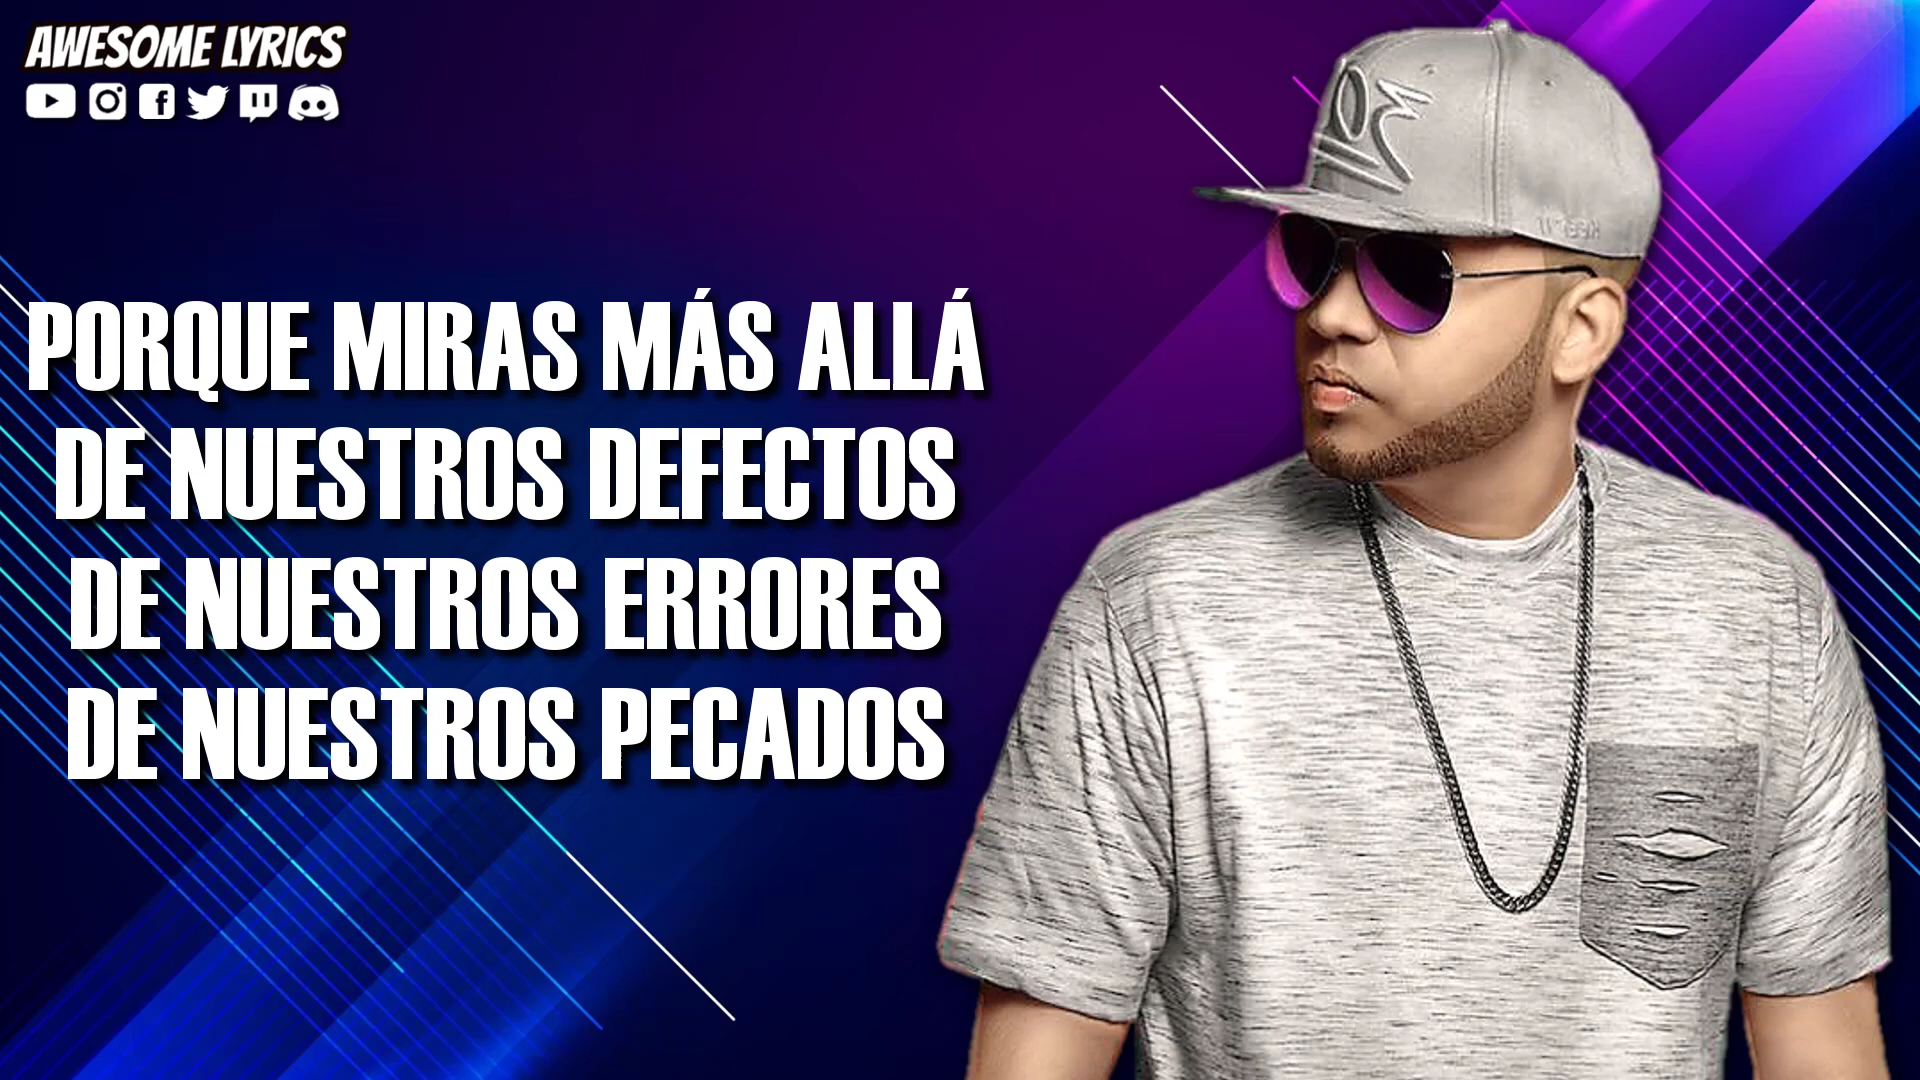 AWESOME LYRICS
PORQUE MIRAS MÁS ALLÁ
DE NUESTROS DEFECTOS
DE NUESTROS ERRORES
DE NUESTROS PECADOS